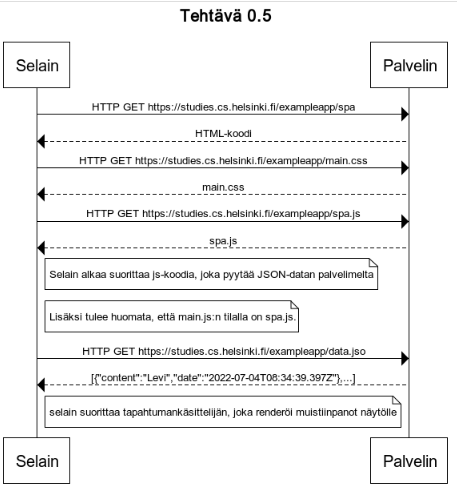 Tehtävä 0.5
Selain Palvelin
HTTP GET https://studies.cs.helsinki.fi/exampleapp/spa
HTML-koodi
HTTP GET https://studies.cs.helsinki.fi/exampleapp/main.css
main.css
HTTP GET https://studies.cs.helsinki.fi/exampleapp/spa.js
spa.js
Selain alkaa suorittaa js-koodia, joka pyytää JSON-datan palvelimelta
Lisäksi tulee huomata, että main.js:n tilalla on spa.js.
HTTP GET https://studies.cs.helsinki.fi/exampleapp/data.jso
[{"content":"Levi","date":"2022-07-04T08:34:39.397Z"},...]
selain suorittaa tapahtumankäsittelijän, joka renderöi muistiinpanot näytölle
Selain Palvelin